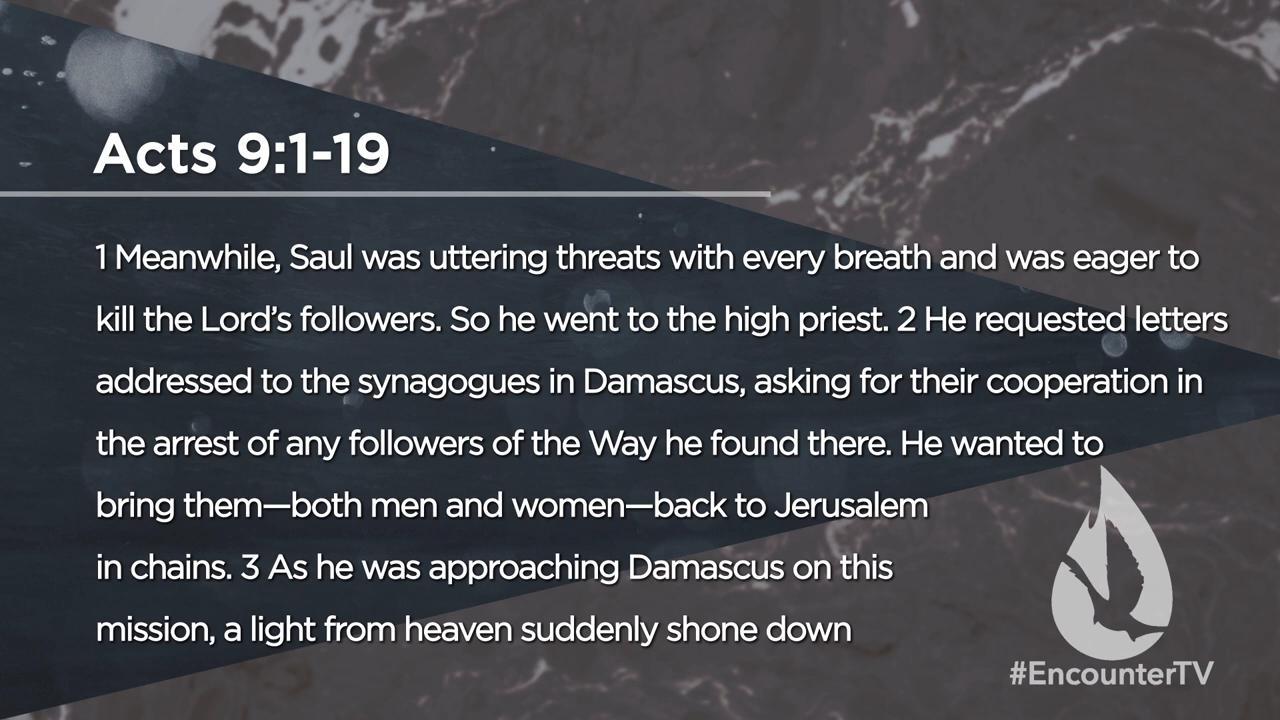 Acts 9:1-19
1 Meanwhile, Saul was uttering threats with every breath and was eager to
kill the Lord’s followers. So he went to the high priest. 2 He requested letters
addressed to the synagogues in Damascus, asking for their cooperation in
the arrest of any followers of the Way he found there. He wanted to
bring them—both men and women—back to Jerusalem
in chains. 3 As he was approaching Damascus on this
mission, a light from heaven suddenly shone down
#EncounterTV